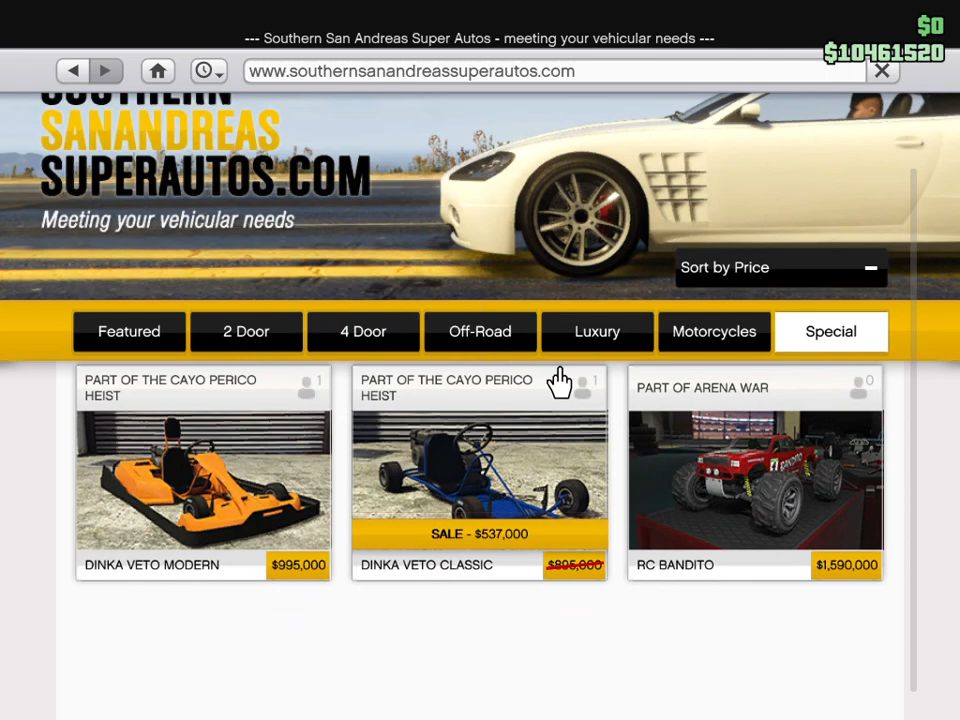 $0
--- Southern San Andreas Super Autos - meeting your vehicular needs ---
$10461520
www.southernsanandreassuperautos.com
SOUTHERN
SANANDREAS
SUPERAUTOS.COM
Meeting your vehicular needs
Sort by Price
Featured
2 Door
4 Door
Off-Road
Luxury
Motorcycles
Special
PART OF THE CAYO PERICO
HEIST
1
PART OF THE CAYO PERICO
HEIST
1
PART OF ARENA WAR
0
BANDITO
SALE - $537,000
DINKA VETO MODERN
$995,000
DINKA VETO CLASSIC
$895,000
RC BANDITO
$1,590,000